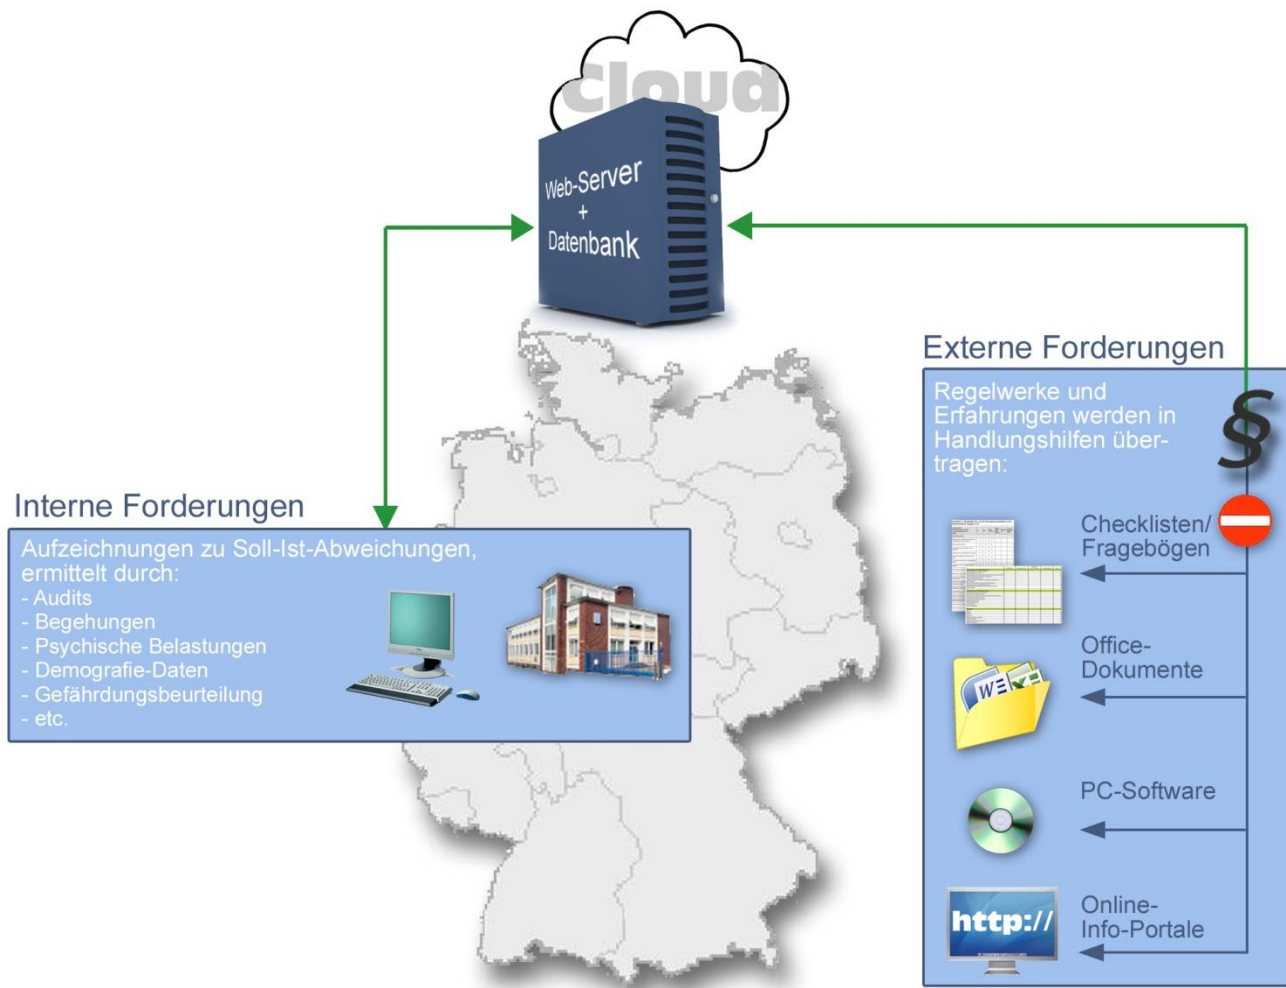 Cloud
Web-Server
+
Datenbank
Externe Forderungen
Regelwerke und
Erfahrungen werden in
Handlungshilfen über-
tragen:
§
Checklisten/
Fragebögen
Office-
Dokumente
W
PC-Software
http://
Online-
Info-Portale
Interne Forderungen
Aufzeichnungen zu Soll-Ist-Abweichungen,
ermittelt durch:
- Audits
- Begehungen
- Psychische Belastungen
- Demografie-Daten
- Gefährdungsbeurteilung
- etc.